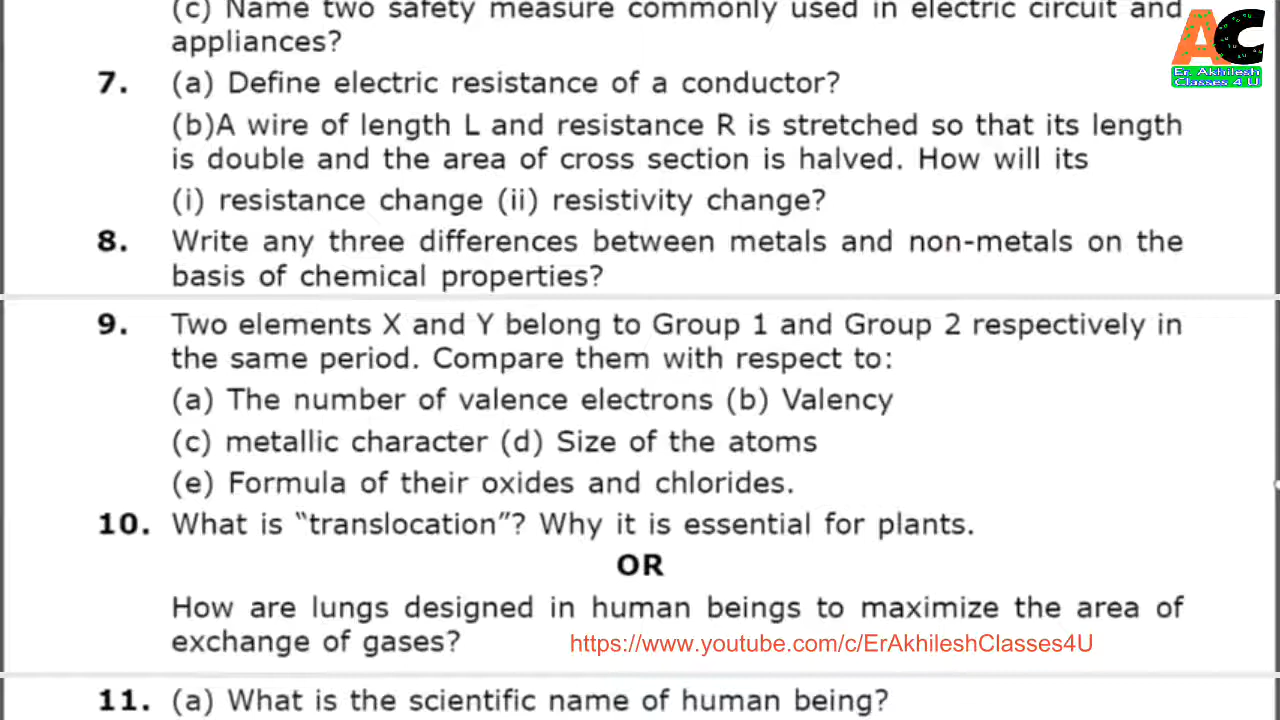 (c) Name two safety measure commonly used in electric circuit and
appliances?
AC
Er. Akhilesh
Classes 4 U
7. (a) Define electric resistance of a conductor?
(b)A wire of length L and resistance R is stretched so that its length
is double and the area of cross section is halved. How will its
(i) resistance change (ii) resistivity change?
8. Write any three differences between metals and non-metals on the
basis of chemical properties?
9. Two elements X and Y belong to Group 1 and Group 2 respectively in
the same period. Compare them with respect to:
(a) The number of valence electrons (b) Valency
(c) metallic character (d) Size of the atoms
(e) Formula of their oxides and chlorides.
10. What is “translocation”? Why it is essential for plants.
OR
How are lungs designed in human beings to maximize the area of
exchange of gases?
https://www.youtube.com/c/ErAkhileshClasses4U
11. (a) What is the scientific name of human being?